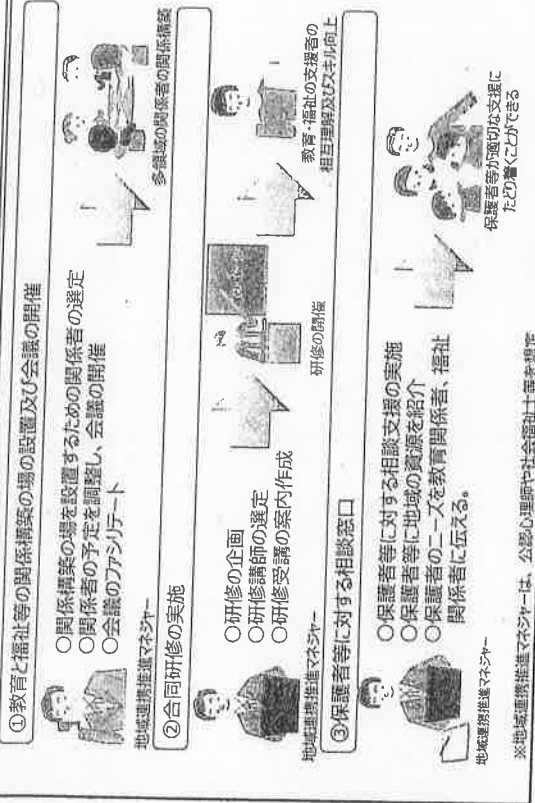 ①教育と福祉等の関係構築の場の設置及び会議の開催
○関係構築の場を設置するための関係者の選定
○関係者の予定を調整し、会議の開催
○会議のファシリテート
地域連携推進マネジャー
多領域の関係者の関係構築
②合同研修の実施
○研修の企画
○研修講師の選定
○研修受講の案内作成
地域連携推進マネジャー
研修の開催
教育・福祉の支援者の
相互理解及びスキル向上
③保護者等に対する相談窓口
○保護者等に対する相談支援の実施
○保護者等に地域の資源を紹介
○保護者のニーズを教育関係者、福祉
関係者に伝える。
地域連携推進マネジャー
保護者等が適切な支援に
たどり着くことができる
※地域連携推進マネジャーは、公認心理師や社会福祉士等を想定